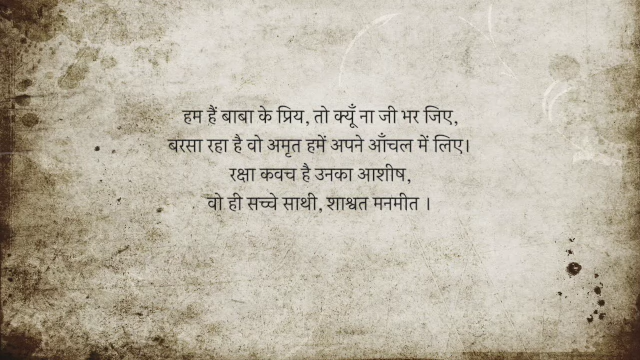 हम हैं बाबा के प्रिय, तो क्यूँ ना जी भर जिए,
बरसा रहा है वो अमृत हमें अपने आँचल में लिए।
रक्षा कवच है उनका आशीष,
वो ही सच्चे साथी, शाश्वत मनमीत ।